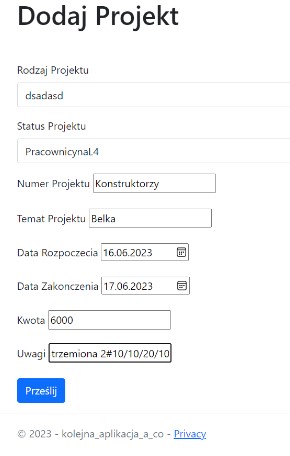 Dodaj Projekt
Rodzaj Projektu
dsadasd
Status Projektu
PracownicynaL4
Numer Projektu Konstruktorzy
Temat Projektu Belka
Data Rozpoczecia 16.06.2023
Data Zakonczenia 17.06.2023
Kwota 6000
Uwagi trzemiona 2#10/10/20/10
Prześlij
© 2023 - kolejna_aplikacja_a_co - Privacy